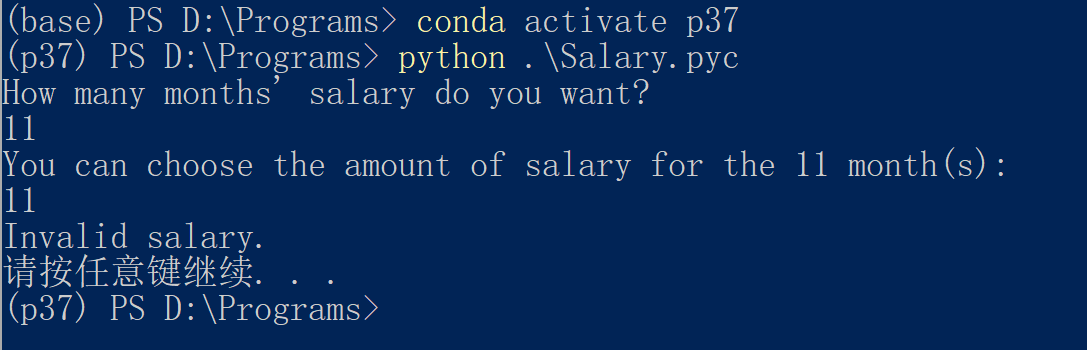 (base) PS D:\Programs> conda activate p37
(p37) PS D:\Programs> python .\Salary.pyc
How many months’ salary do you want?
11
You can choose the amount of salary for the 11 month(s):
11
Invalid salary.
请按任意键继续. . .
(p37) PS D:\Programs>